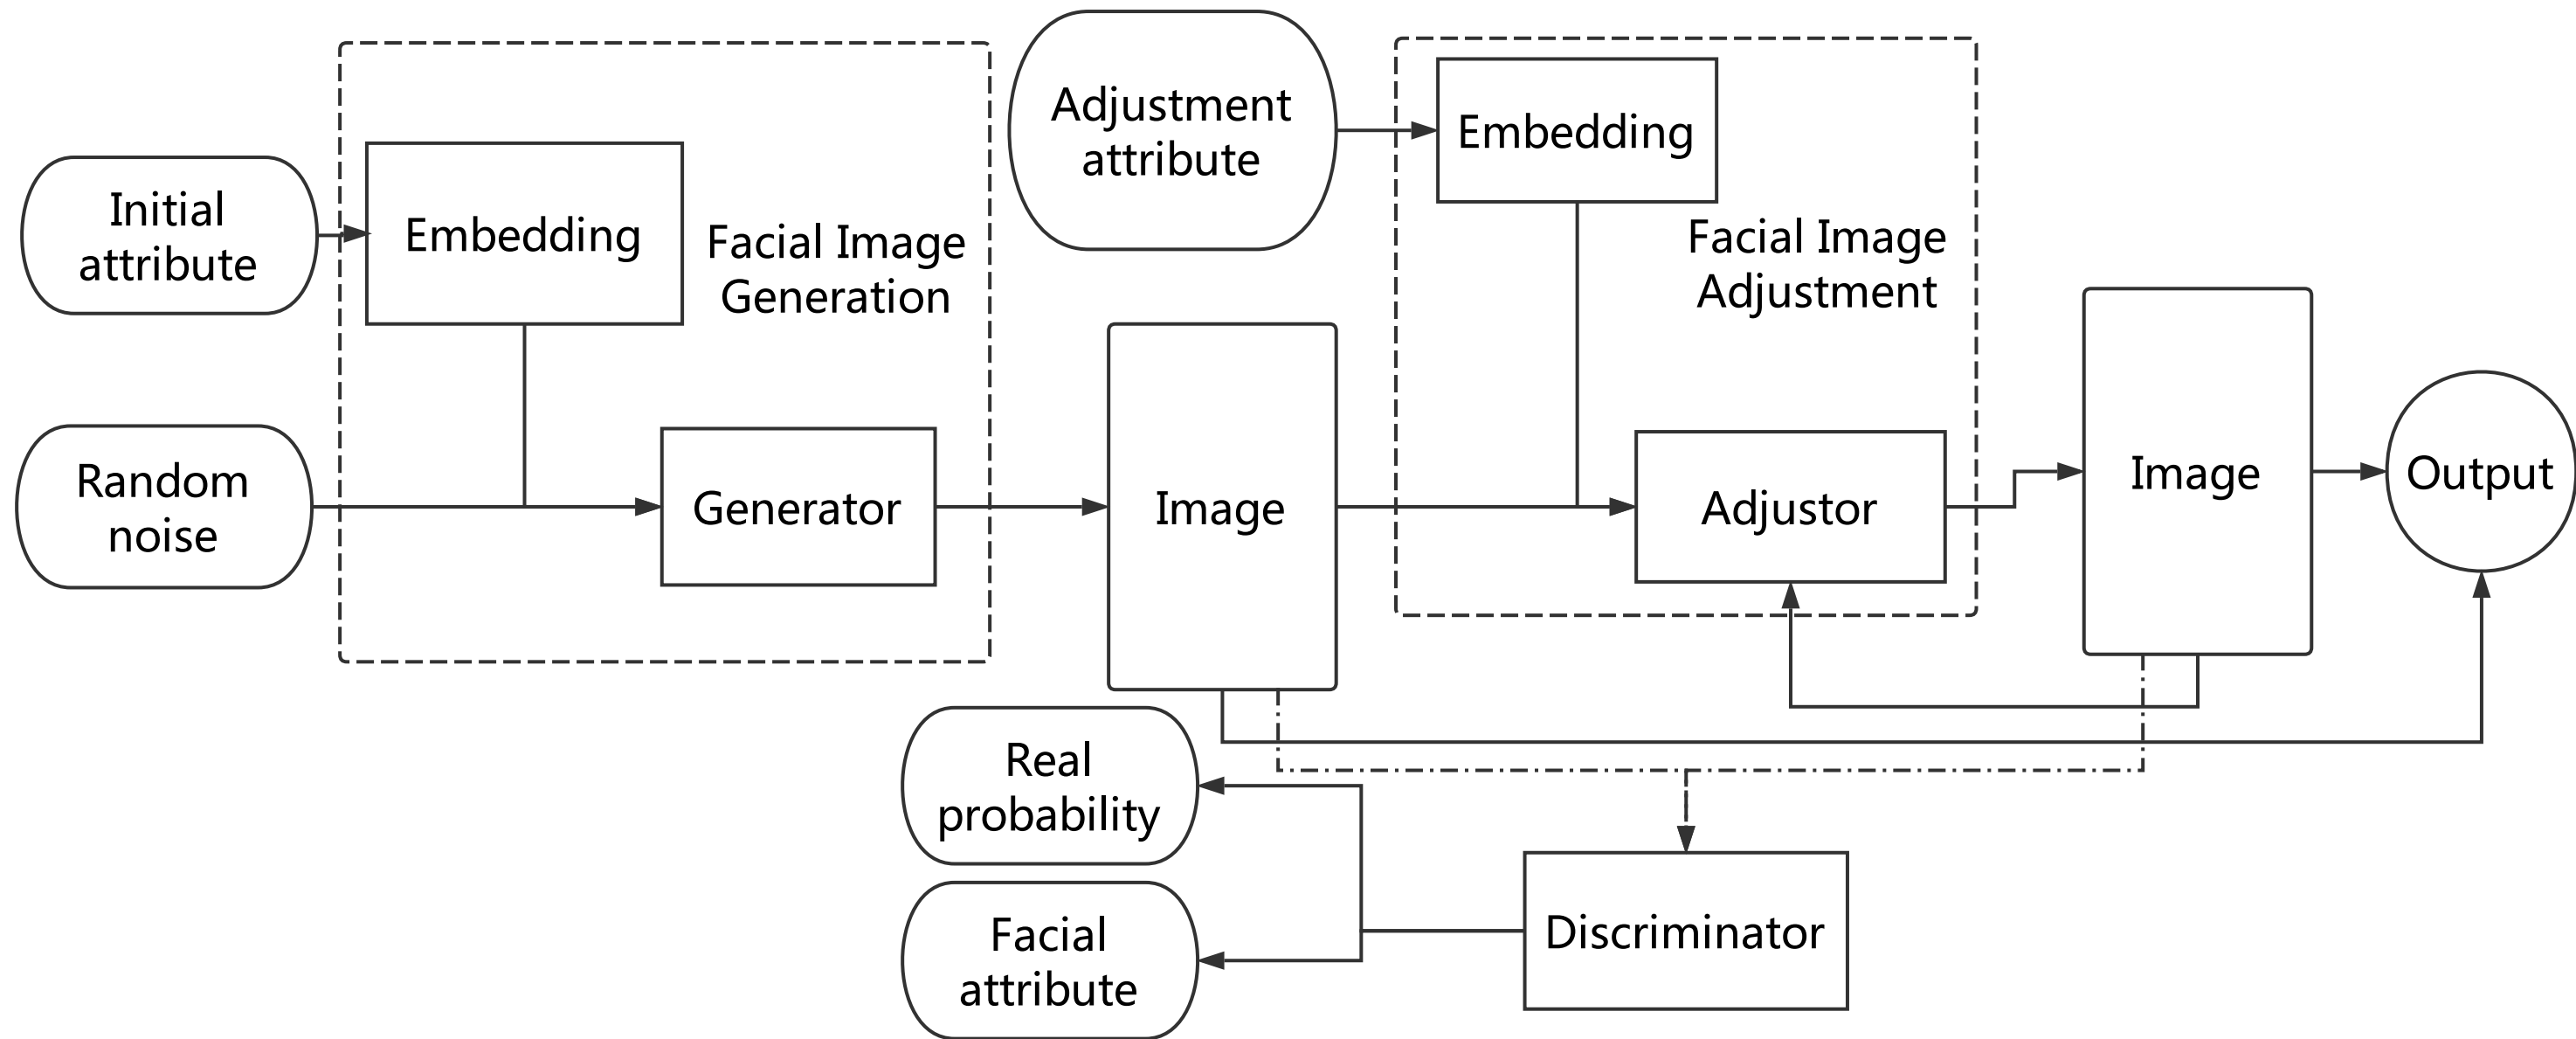 Initial
attribute
Embedding
Facial Image
Generation
Random
noise
Generator
Adjustment
attribute
Embedding
Facial Image
Adjustment
Image
Adjustor
Image
Output
Real
probability
Facial
attribute
Discriminator